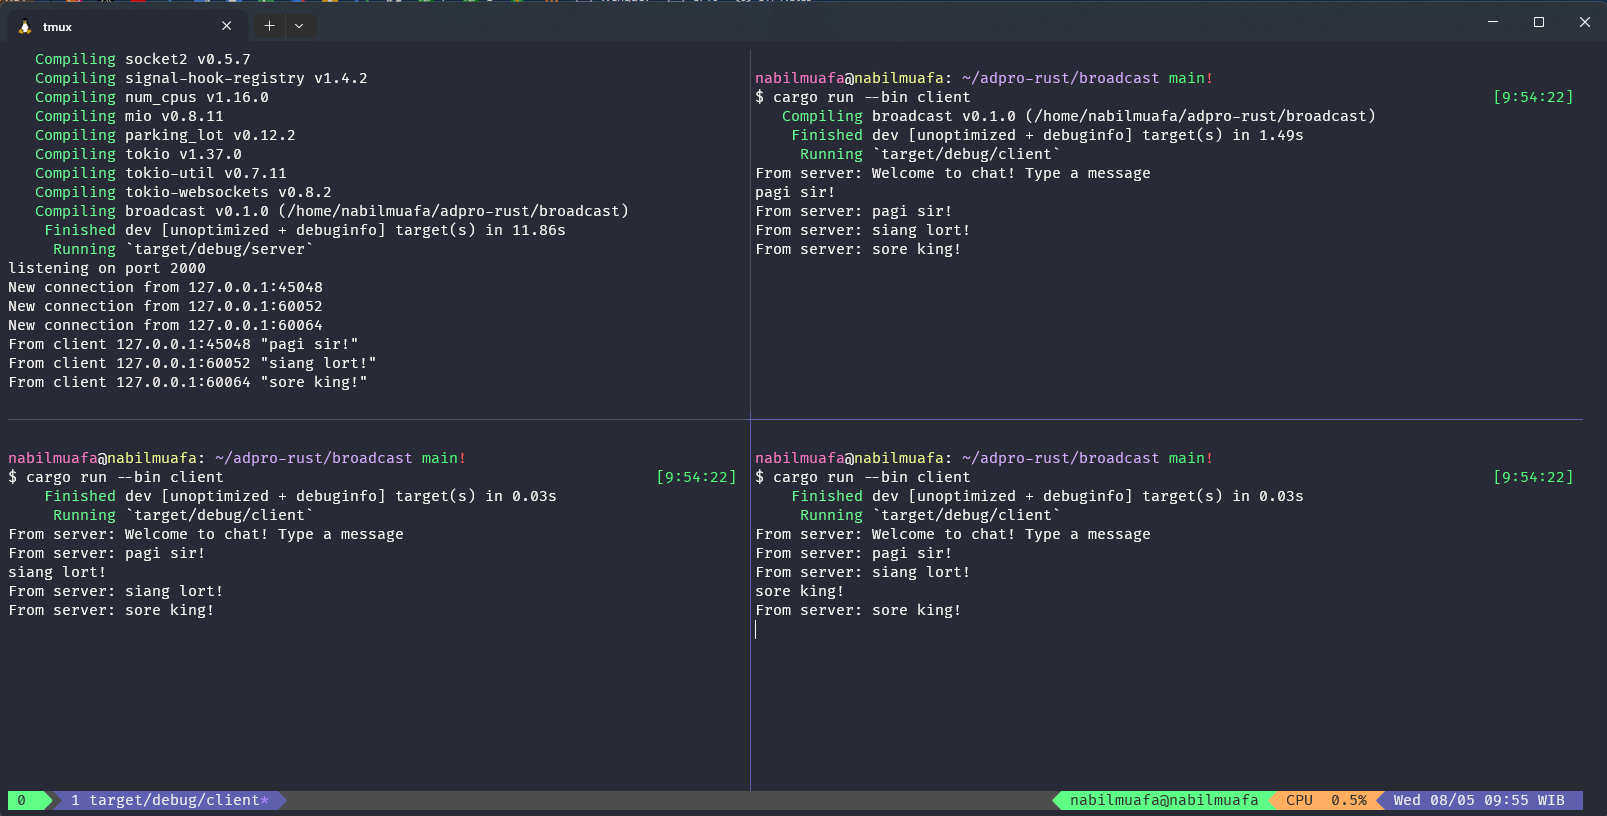 tmux
Compiling socket2 v0.5.7
Compiling signal-hook-registry v1.4.2
Compiling num_cpus v1.16.0
Compiling mio v0.8.11
Compiling parking_lot v0.12.2
Compiling tokio v1.37.0
Compiling tokio-util v0.7.11
Compiling tokio-websockets v0.8.2
Compiling broadcast v0.1.0 (/home/nabilmuafa/adpro-rust/broadcast)
Finished dev [unoptimized + debuginfo] target(s) in 11.86s
Running `target/debug/server`
listening on port 2000
New connection from 127.0.0.1:45048
New connection from 127.0.0.1:60052
New connection from 127.0.0.1:60064
From client 127.0.0.1:45048 "pagi sir!"
From client 127.0.0.1:60052 "siang lort!"
From client 127.0.0.1:60064 "sore king!"
nabilmuafa@nabilmuafa: ~/adpro-rust/broadcast main!
$ cargo run --bin client [9:54:22]
Compiling broadcast v0.1.0 (/home/nabilmuafa/adpro-rust/broadcast)
Finished dev [unoptimized + debuginfo] target(s) in 1.49s
Running `target/debug/client`
From server: Welcome to chat! Type a message
pagi sir!
From server: pagi sir!
From server: siang lort!
From server: sore king!
nabilmuafa@nabilmuafa: ~/adpro-rust/broadcast main!
$ cargo run --bin client [9:54:22]
Finished dev [unoptimized + debuginfo] target(s) in 0.03s
Running `target/debug/client`
From server: Welcome to chat! Type a message
From server: pagi sir!
siang lort!
From server: siang lort!
From server: sore king!
nabilmuafa@nabilmuafa: ~/adpro-rust/broadcast main!
$ cargo run --bin client [9:54:22]
Finished dev [unoptimized + debuginfo] target(s) in 0.03s
Running `target/debug/client`
From server: Welcome to chat! Type a message
From server: pagi sir!
From server: siang lort!
sore king!
From server: sore king!
0 1 target/debug/client* nabilmuafa@nabilmuafa CPU 0.5% Wed 08/05 09:55 WIB